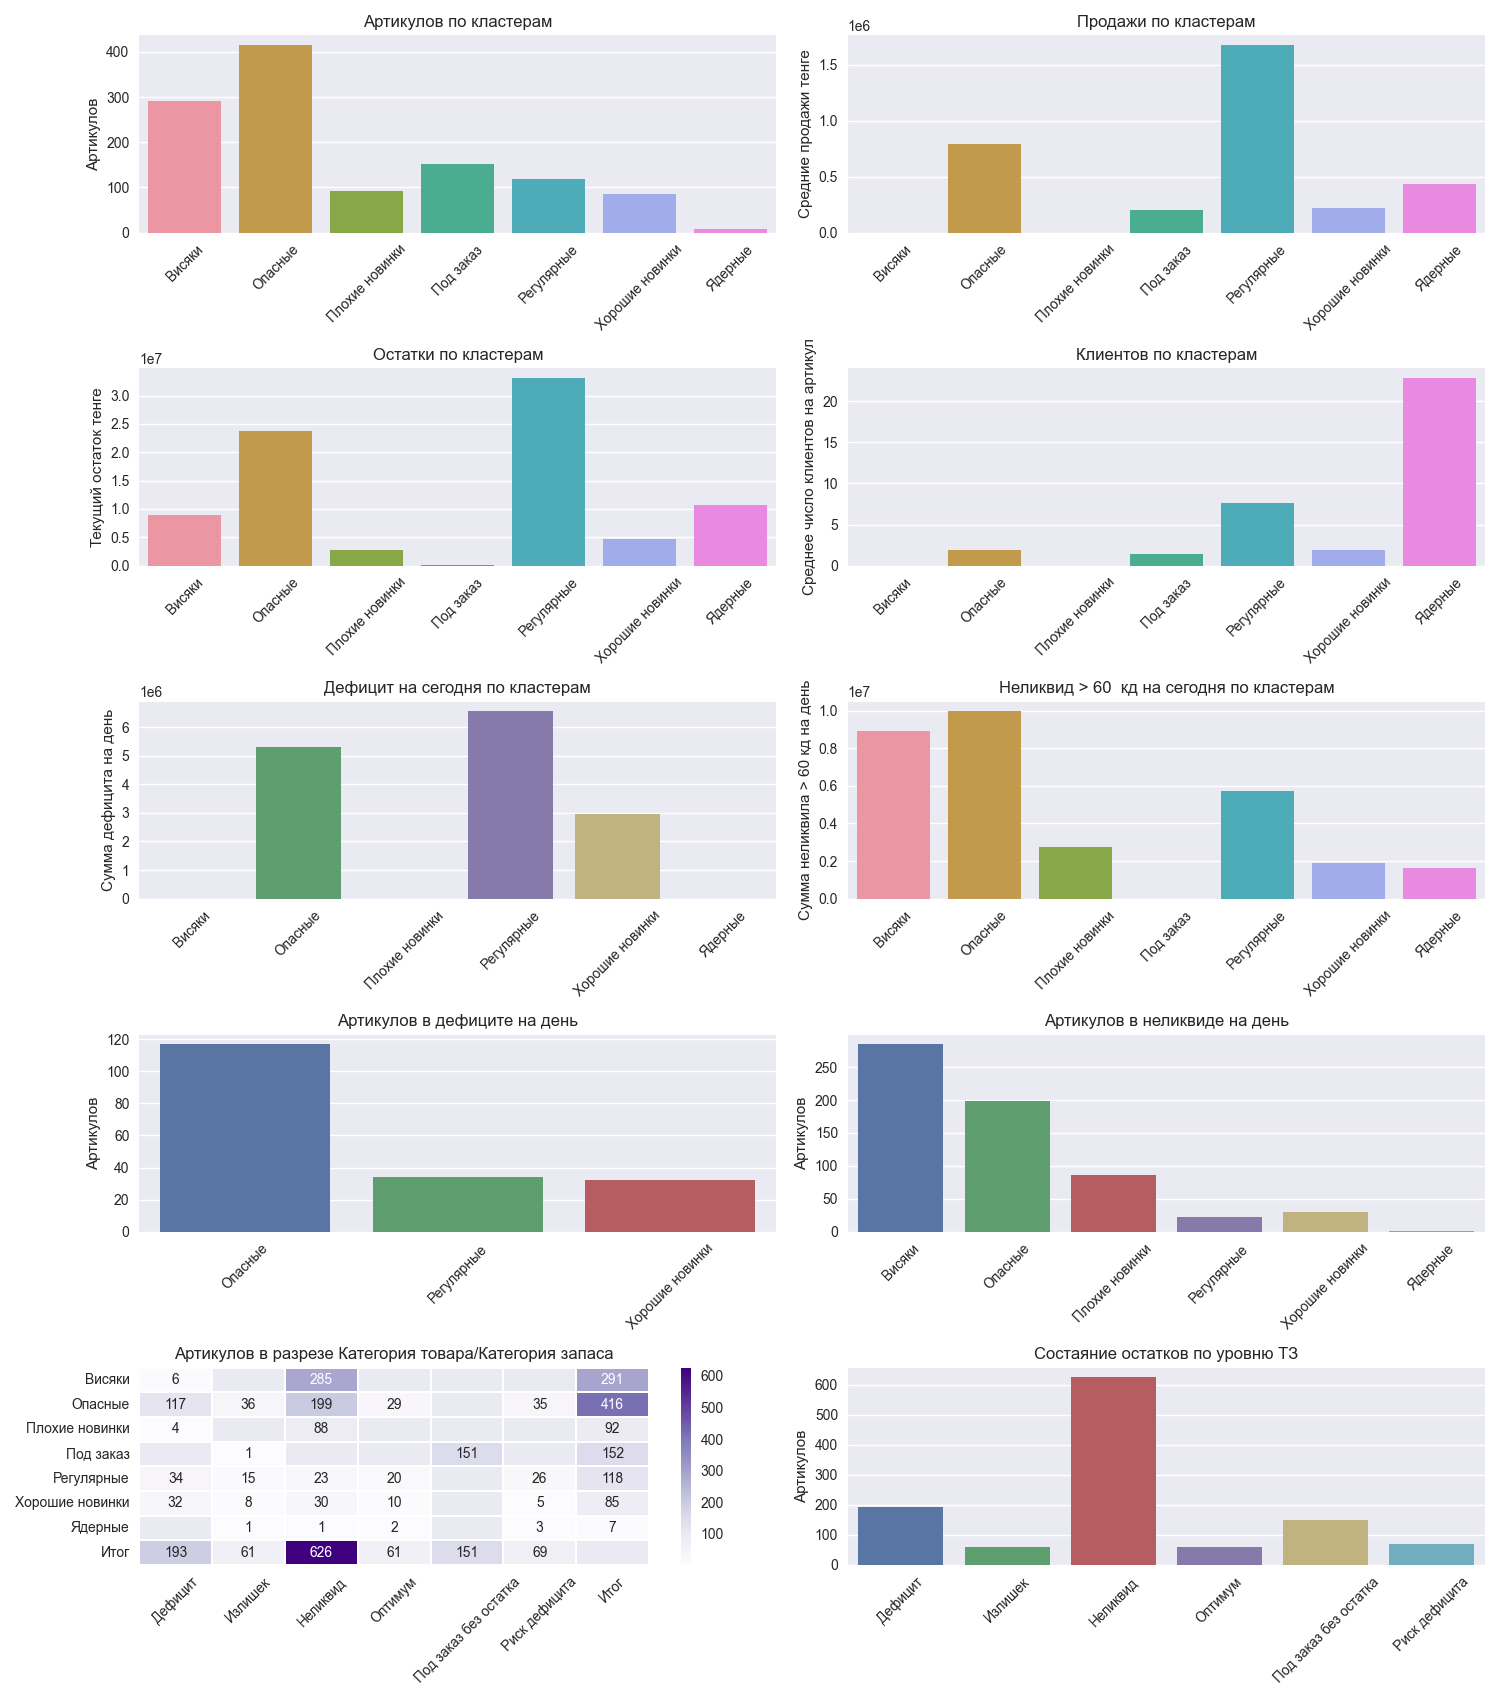 Артикулов по кластерам
Артикулов
400
300
200
100
0
Висяки
Опасные
Плохие новинки
Под заказ
Регулярные
Хорошие новинки
Ядерные
Продажи по кластерам
1e6
Средние продажи тенге
1.5
1.0
0.5
0.0
Висяки
Опасные
Плохие новинки
Под заказ
Регулярные
Хорошие новинки
Ядерные
Остатки по кластерам
1e7
Текущий остаток тенге
3.0
2.5
2.0
1.5
1.0
0.5
0.0
Висяки
Опасные
Плохие новинки
Под заказ
Регулярные
Хорошие новинки
Ядерные
Клиентов по кластерам
Среднее число клиентов на артикул
20
15
10
5
0
Висяки
Опасные
Плохие новинки
Под заказ
Регулярные
Хорошие новинки
Ядерные
Дефицит на сегодня по кластерам
1e6
Сумма дефицита на день
6
5
4
3
2
1
0
Висяки
Опасные
Плохие новинки
Регулярные
Хорошие новинки
Ядерные
Неликвид > 60  кд на сегодня по кластерам
1e7
Сумма неликвила > 60 кд на день
1.0
0.8
0.6
0.4
0.2
0.0
Висяки
Опасные
Плохие новинки
Под заказ
Регулярные
Хорошие новинки
Ядерные
Артикулов в дефиците на день
Артикулов
120
100
80
60
40
20
0
Опасные
Регулярные
Хорошие новинки
Артикулов в неликвиде на день
Артикулов
250
200
150
100
50
0
Висяки
Опасные
Плохие новинки
Регулярные
Хорошие новинки
Ядерные
Артикулов в разрезе Категория товара/Категория запаса
Висяки 6 285 291
Опасные 117 36 199 29 35 416
Плохие новинки 4 88 92
Под заказ 1 151 152
Регулярные 34 15 23 20 26 118
Хорошие новинки 32 8 30 10 5 85
Ядерные 1 1 2 3 7
Итог 193 61 626 61 151 69
Дефицит
Излишек
Неликвид
Оптимум
Под заказ без остатка
Риск дефицита
Итог
600
500
400
300
200
100
Состаяние остатков по уровню ТЗ
Артикулов
600
500
400
300
200
100
0
Дефицит
Излишек
Неликвид
Оптимум
Под заказ без остатка
Риск дефицита